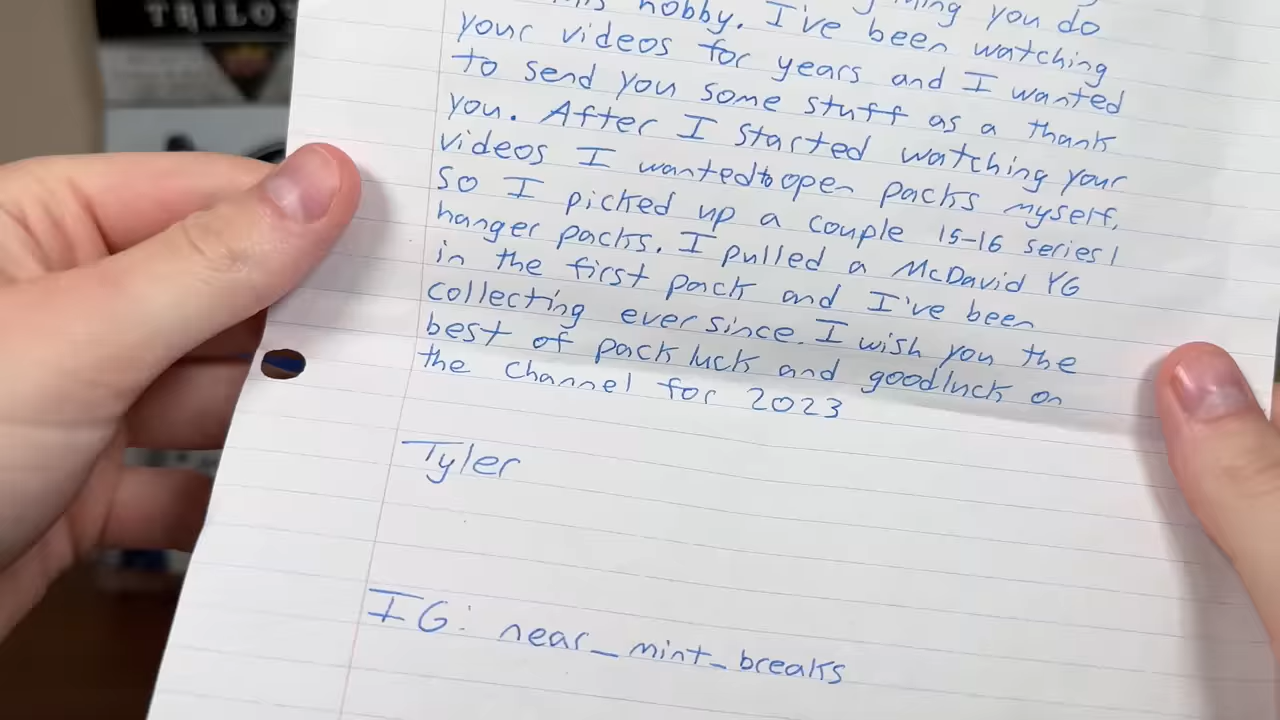 TRILO
hobby. I've been watching you do
your videos for years and I wanted
to send you some stuff as a thank
you. After I started watching your
videos I wanted to open packs myself,
so I picked up a couple 15-16 series 1
hanger packs. I pulled a McDavid YG
in the first pack and I've been
collecting ever since. I wish you the
best of pack luck and goodluck on
the channel for 2023
Tyler
IG: near_mint_breaks